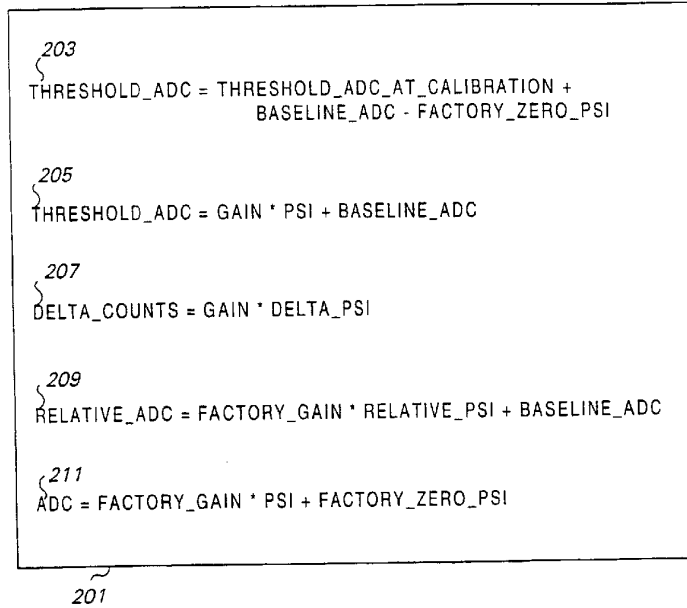 203
THRESHOLD_ADC = THRESHOLD_ADC_AT_CALIBRATION +
BASELINE_ADC - FACTORY_ZERO_PSI
205
THRESHOLD_ADC = GAIN * PSI + BASELINE_ADC
207
DELTA_COUNTS = GAIN * DELTA_PSI
209
RELATIVE_ADC = FACTORY_GAIN * RELATIVE_PSI + BASELINE_ADC
211
ADC = FACTORY_GAIN * PSI + FACTORY_ZERO_PSI
201